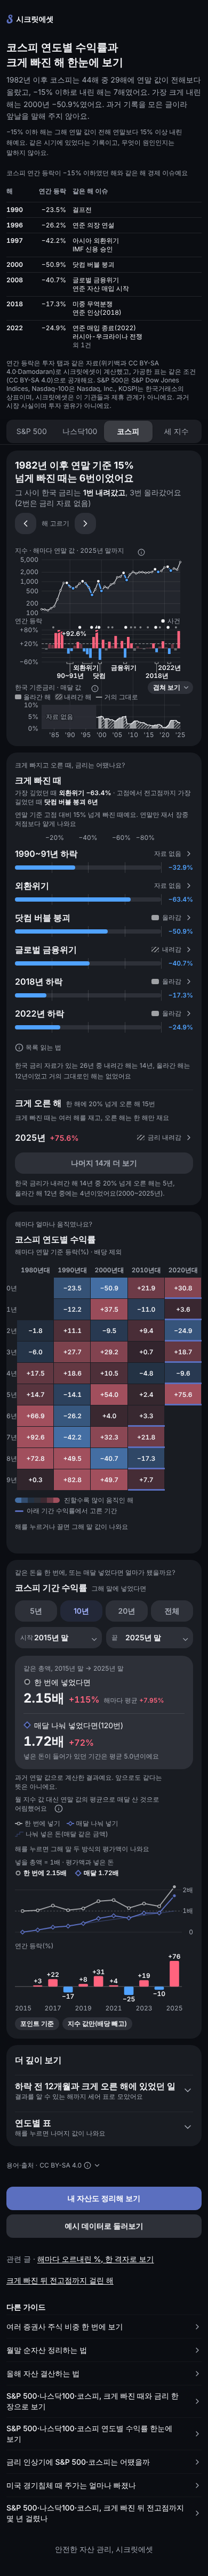 시크릿에셋
코스피 연도별 수익률과
크게 빠진 해 한눈에 보기
1982년 이후 코스피는 44해 중 29해에 연말 값이 전해보다
올랐고, −15% 이하로 내린 해는 7해였어요. 가장 크게 내린
해는 2000년 −50.9%였어요. 과거 기록을 모은 글이라
앞날을 말해 주지 않아요.
−15% 이하 해는 그해 연말 값이 전해 연말보다 15% 이상 내린
해예요. 같은 시기에 있었다는 기록이고, 무엇이 원인인지는
말하지 않아요.
코스피 연간 등락이 −15% 이하였던 해와 같은 해 경제 이슈예요
해 연간 등락 같은 해 이슈
1990 −23.5% 걸프전
1996 −26.2% 연준 의장 연설
1997 −42.2% 아시아 외환위기
IMF 신용 승인
2000 −50.9% 닷컴 버블 붕괴
2008 −40.7% 글로벌 금융위기
연준 자산 매입 시작
2018 −17.3% 미중 무역분쟁
연준 인상(2018)
2022 −24.9% 연준 매입 종료(2022)
러시아-우크라이나 전쟁
외 1건
연간 등락은 투자 탭과 같은 자료(위키백과 CC BY-SA
4.0·Damodaran)로 시크릿에셋이 계산했고, 가공한 표는 같은 조건
(CC BY-SA 4.0)으로 공개해요. S&P 500은 S&P Dow Jones
Indices, Nasdaq-100은 Nasdaq, Inc., KOSPI는 한국거래소의
상표이며, 시크릿에셋은 이 기관들과 제휴 관계가 아니에요. 과거
시장 사실이며 투자 권유가 아니에요.
S&P 500 나스닥100 코스피 세 지수
1982년 이후 연말 기준 15%
넘게 빠진 때는 6번이었어요
그 사이 한국 금리는 1번 내려갔고, 3번 올라갔어요
(2번은 금리 자료 없음)
해 고르기
지수 · 해마다 연말 값 · 2025년 말까지
5,000
2,000
1,000
500
200
100
연간 등락 사건
+80%
+92.6%
+20%
−60%
외환위기 금융위기 2022년
90~91년 닷컴 2018년
한국 기준금리 · 매달 값 겹쳐 보기
올라간 해 내려간 해 거의 그대로
10%
5%
0%
자료 없음
'85 '90 '95 '00 '05 '10 '15 '20 '25
크게 빠지고 오른 해, 금리는 어땠나요?
크게 빠진 때
가장 깊었던 때 외환위기 −63.4% · 고점에서 전고점까지 가장
길었던 때 닷컴 버블 붕괴 6년
연말 기준 고점 대비 15% 넘게 빠진 때예요. 연말만 재서 장중
저점보다 얕게 나와요
−20% −40% −60% −80%
1990~91년 하락 자료 없음
−32.9%
외환위기 자료 없음
−63.4%
닷컴 버블 붕괴 올라감
−50.9%
글로벌 금융위기 내려감
−40.7%
2018년 하락 올라감
−17.3%
2022년 하락 올라감
−24.9%
목록 읽는 법
한국 금리 자료가 있는 26년 중 내려간 해는 14년, 올라간 해는
12년이었고 거의 그대로인 해는 없어요
크게 오른 해 한 해에 20% 넘게 오른 해 15번
크게 빠진 때는 여러 해를 재고, 오른 해는 한 해만 재요
2025년 +75.6% 금리 내려감
나머지 14개 더 보기
한국 금리가 내려간 해 14년 중 20% 넘게 오른 해는 5년,
올라간 해 12년 중에는 4년이었어요(2000~2025년).
해마다 얼마나 움직였나요?
코스피 연도별 수익률
해마다 연말 기준 등락(%) · 배당 제외
1980년대 1990년대 2000년대 2010년대 2020년대
0년 −23.5 −50.9 +21.9 +30.8
1년 −12.2 +37.5 −11.0 +3.6
2년 −1.8 +11.1 −9.5 +9.4 −24.9
3년 −6.0 +27.7 +29.2 +0.7 +18.7
4년 +17.5 +18.6 +10.5 −4.8 −9.6
5년 +14.7 −14.1 +54.0 +2.4 +75.6
6년 +66.9 −26.2 +4.0 +3.3
7년 +92.6 −42.2 +32.3 +21.8
8년 +72.8 +49.5 −40.7 −17.3
9년 +0.3 +82.8 +49.7 +7.7
진할수록 많이 움직인 해
아래 기간 수익률에서 고른 기간
해를 누르거나 끌면 그해 말 값이 나와요
같은 돈을 한 번에, 또는 매달 넣었다면 얼마가 됐을까요?
코스피 기간 수익률 그해 말에 넣었다면
5년 10년 20년 전체
시작 2015년 말 끝 2025년 말
같은 총액, 2015년 말 → 2025년 말
한 번에 넣었다면
2.15배 +115% 해마다 평균 +7.95%
매달 나눠 넣었다면(120번)
1.72배 +72%
넣은 돈이 들어가 있던 기간은 평균 5.0년이에요
과거 연말 값으로 계산한 결과예요. 앞으로도 같다는
뜻은 아니에요.
월 지수 값 대신 연말 값의 평균으로 매달 산 것으로
어림했어요
한 번에 넣기 매달 나눠 넣기
나눠 넣은 돈(매달 같은 금액)
해를 누르면 그해 말 두 방식의 평가액이 나와요
넣을 총액 = 1배 · 평가액과 넣은 돈
한 번에 2.15배 매달 1.72배
2배
1배
0
연간 등락(%)
+3 +22 −17 +8 +31 +4 −25 +19 −10 +76
2015 2017 2019 2021 2023 2025
포인트 기준 지수 값만(배당 빼고)
더 깊이 보기
하락 전 12개월과 크게 오른 해에 있었던 일
결과를 알 수 있는 해까지 세어 표로 모았어요
연도별 표
해를 누르면 나머지 값이 나와요
용어·출처 · CC BY-SA 4.0
내 자산도 정리해 보기
예시 데이터로 둘러보기
관련 글 · 해마다 오르내린 %, 한 격자로 보기
크게 빠진 뒤 전고점까지 걸린 해
다른 가이드
여러 증권사 주식 비중 한 번에 보기
월말 순자산 정리하는 법
올해 자산 결산하는 법
S&P 500·나스닥100·코스피, 크게 빠진 때와 금리 한
장으로 보기
S&P 500·나스닥100·코스피 연도별 수익률 한눈에
보기
금리 인상기에 S&P 500·코스피는 어땠을까
미국 경기침체 때 주가는 얼마나 빠졌나
S&P 500·나스닥100·코스피, 크게 빠진 뒤 전고점까지
몇 년 걸렸나
안전한 자산 관리, 시크릿에셋